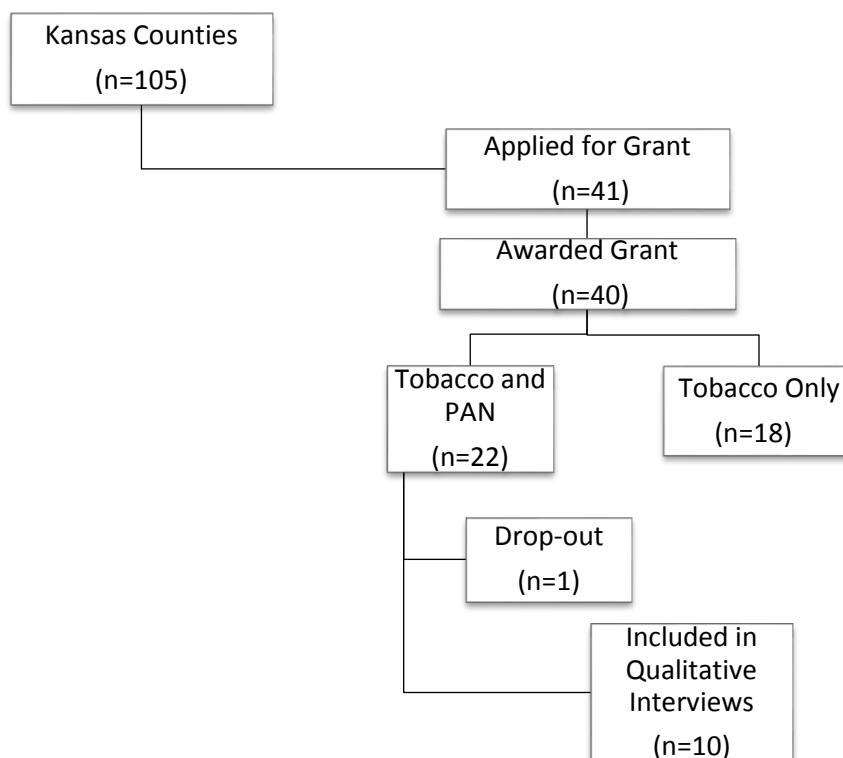 Kansas Counties
(n=105)
Applied for Grant
(n=41)
Awarded Grant
(n=40)
Tobacco and
PAN
(n=22)
Tobacco Only
(n=18)
Drop-out
(n=1)
Included in
Qualitative
Interviews
(n=10)